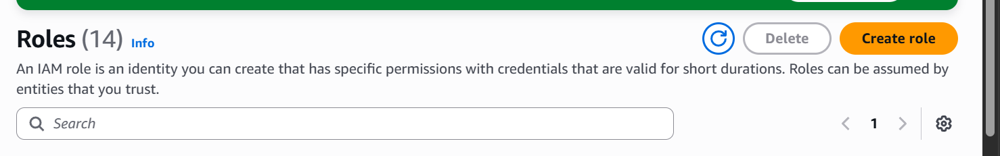 Roles (14) Info
Delete
Create role
An IAM role is an identity you can create that has specific permissions with credentials that are valid for short durations. Roles can be assumed by
entities that you trust.
Search
1